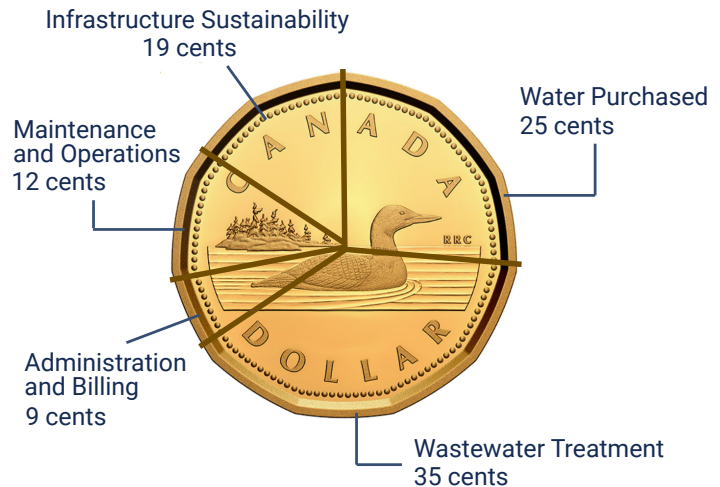 Infrastructure Sustainability
19 cents
Water Purchased
25 cents
Maintenance
and Operations
12 cents
CANADA
RRC
DOLLAR
Administration
and Billing
9 cents
Wastewater Treatment
35 cents